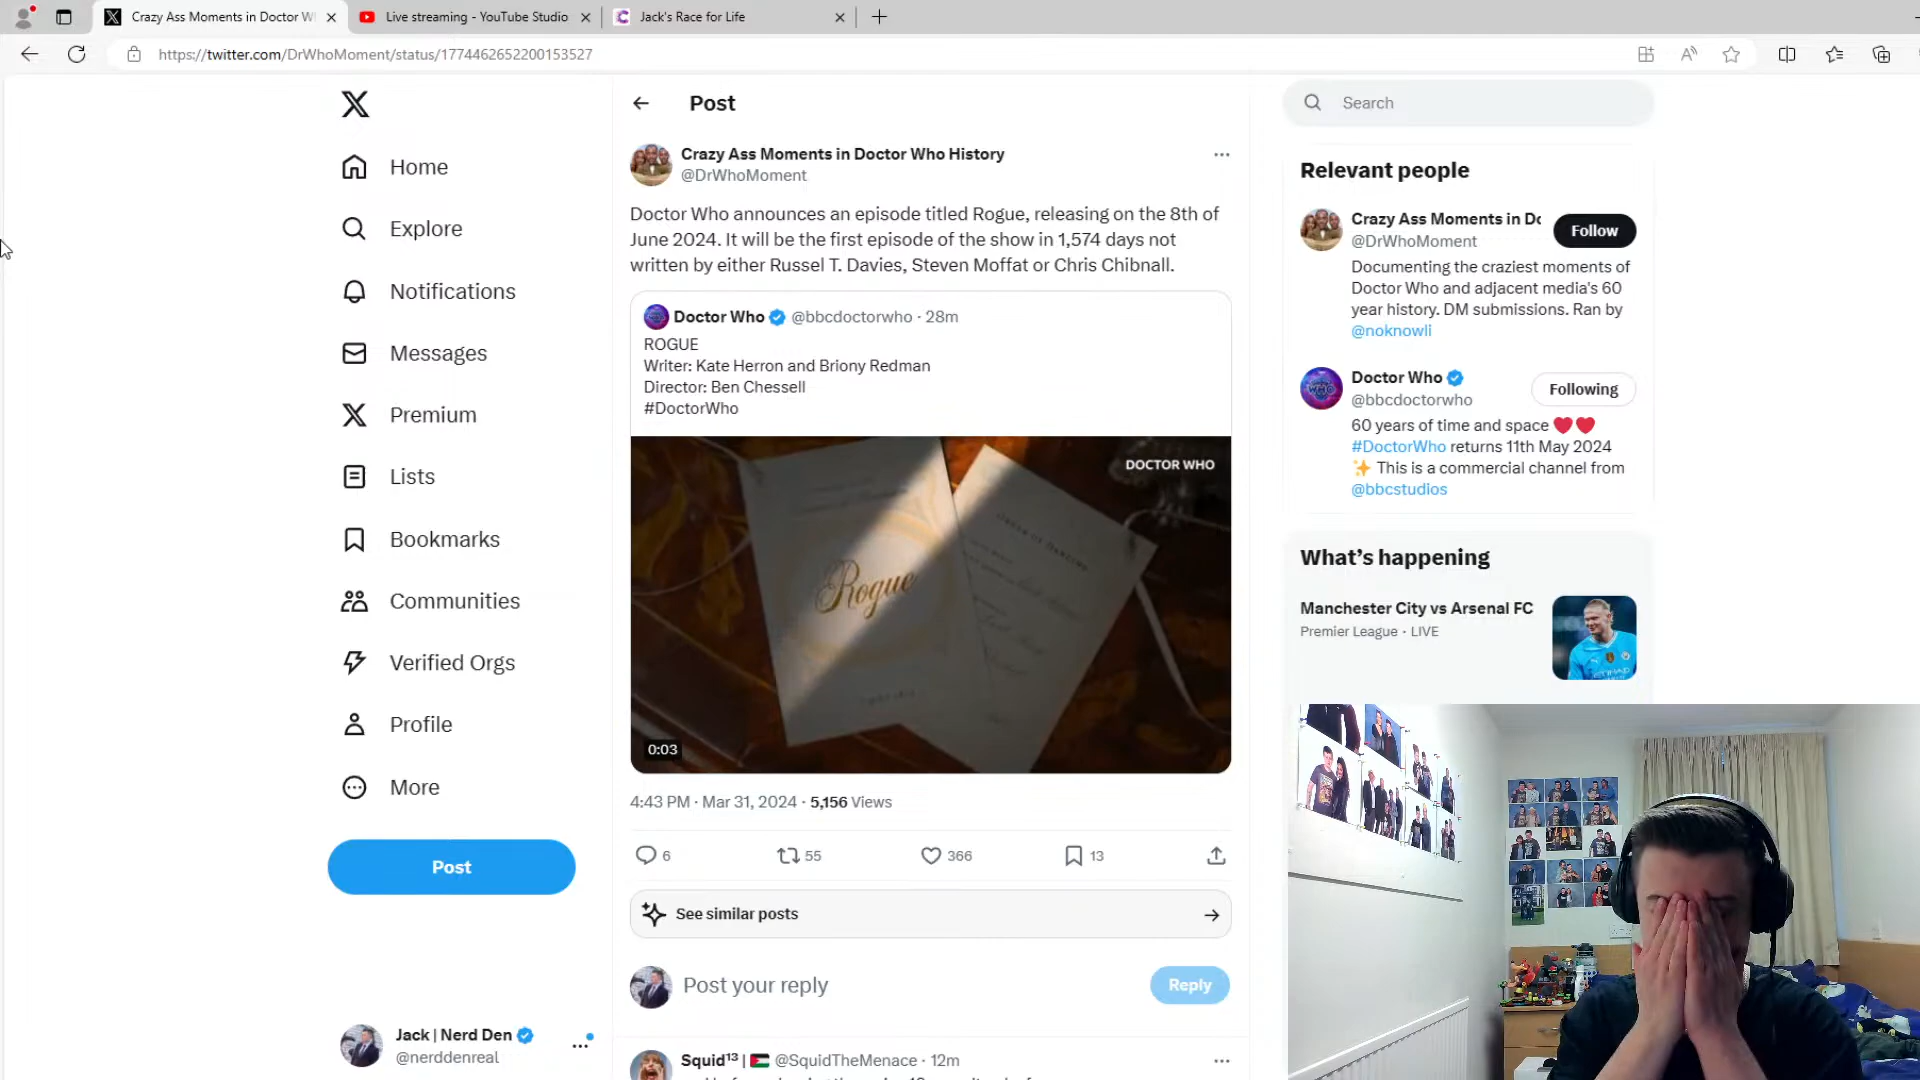 Crazy Ass Moments in Doctor W
Live streaming - YouTube Studio
Jack's Race for Life
https://twitter.com/DrWhoMoment/status/1774462652200153527
Home
Explore
Notifications
Messages
Premium
Lists
Bookmarks
Communities
Verified Orgs
Profile
More
Post
Jack | Nerd Den
@nerddenreal
Post
Crazy Ass Moments in Doctor Who History
@DrWhoMoment
Doctor Who announces an episode titled Rogue, releasing on the 8th of
June 2024. It will be the first episode of the show in 1,574 days not
written by either Russel T. Davies, Steven Moffat or Chris Chibnall.
Doctor Who @bbcdoctorwho · 28m
ROGUE
Writer: Kate Herron and Briony Redman
Director: Ben Chessell
#DoctorWho
DOCTOR WHO
Rogue
0:03
4:43 PM · Mar 31, 2024 · 5,156 Views
6 55 366 13
See similar posts
Post your reply
Reply
Squid¹³ | @SquidTheMenace · 12m
Search
Relevant people
Crazy Ass Moments in Do
@DrWhoMoment
Follow
Documenting the craziest moments of
Doctor Who and adjacent media's 60
year history. DM submissions. Ran by
@noknowli
Doctor Who
@bbcdoctorwho
Following
60 years of time and space
#DoctorWho returns 11th May 2024
This is a commercial channel from
@bbcstudios
What's happening
Manchester City vs Arsenal FC
Premier League · LIVE